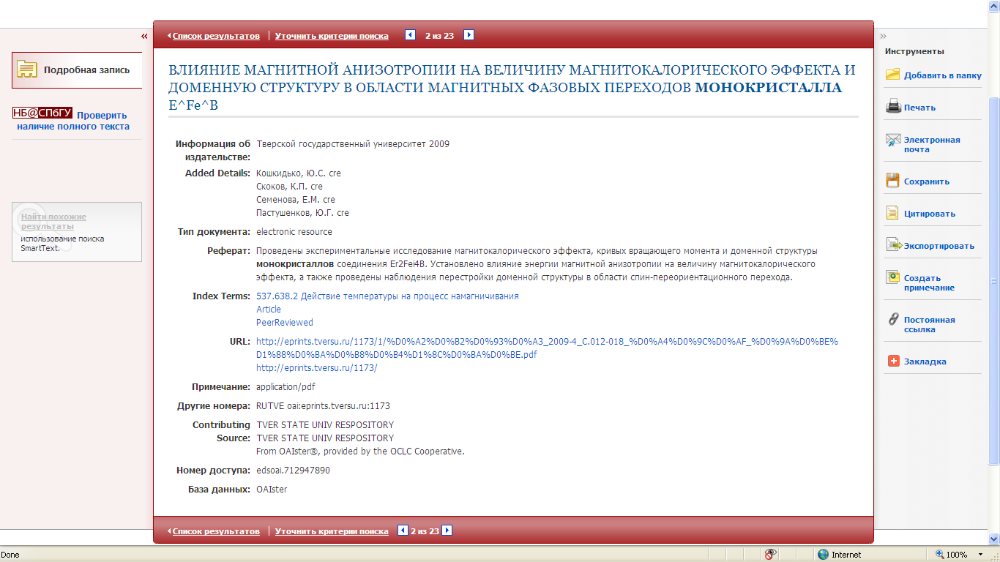 Список результатов | Уточнить критерии поиска 2 из 23
Подробная запись
НБ@СПбГУ Проверить
наличие полного текста
Найти похожие
результаты
использование поиска
SmartText.
ВЛИЯНИЕ МАГНИТНОЙ АНИЗОТРОПИИ НА ВЕЛИЧИНУ МАГНИТОКАЛОРИЧЕСКОГО ЭФФЕКТА И
ДОМЕННУЮ СТРУКТУРУ В ОБЛАСТИ МАГНИТНЫХ ФАЗОВЫХ ПЕРЕХОДОВ МОНОКРИСТАЛЛА
E^Fe^B
Информация об Тверской государственный университет 2009
издательстве:
Added Details: Кошкидько, Ю.С. cre
Скоков, К.П. cre
Семенова, Е.М. cre
Пастушенков, Ю.Г. cre
Тип документа: electronic resource
Реферат: Проведены экспериментальные исследование магнитокалорического эффекта, кривых вращающего момента и доменной структуры
монокристаллов соединения Er2Fei4B. Установлено влияние энергии магнитной анизотропии на величину магнитокалорического
эффекта, а также проведены наблюдения перестройки доменной структуры в области спин-переориентационного перехода.
Index Terms: 537.638.2 Действие температуры на процесс намагничивания
Article
PeerReviewed
URL: http://eprints.tversu.ru/1173/1/%D0%A2%D0%B2%D0%93%D0%A3_2009-4_C.012-018_%D0%A4%D0%9C%D0%AF_%D0%9A%D0%BE%
D1%88%D0%BA%D0%B8%D0%B4%D1%8C%D0%BA%D0%BE.pdf
http://eprints.tversu.ru/1173/
Примечание: application/pdf
Другие номера: RUTVE oai:eprints.tversu.ru:1173
Contributing TVER STATE UNIV RESPOSITORY
Source: TVER STATE UNIV RESPOSITORY
From OAIster®, provided by the OCLC Cooperative.
Номер доступа: edsoai.712947890
База данных: OAIster
Список результатов | Уточнить критерии поиска 2 из 23
Инструменты
Добавить в папку
Печать
Электронная
почта
Сохранить
Цитировать
Экспортировать
Создать
примечание
Постоянная
ссылка
Закладка
Done
Internet
100%